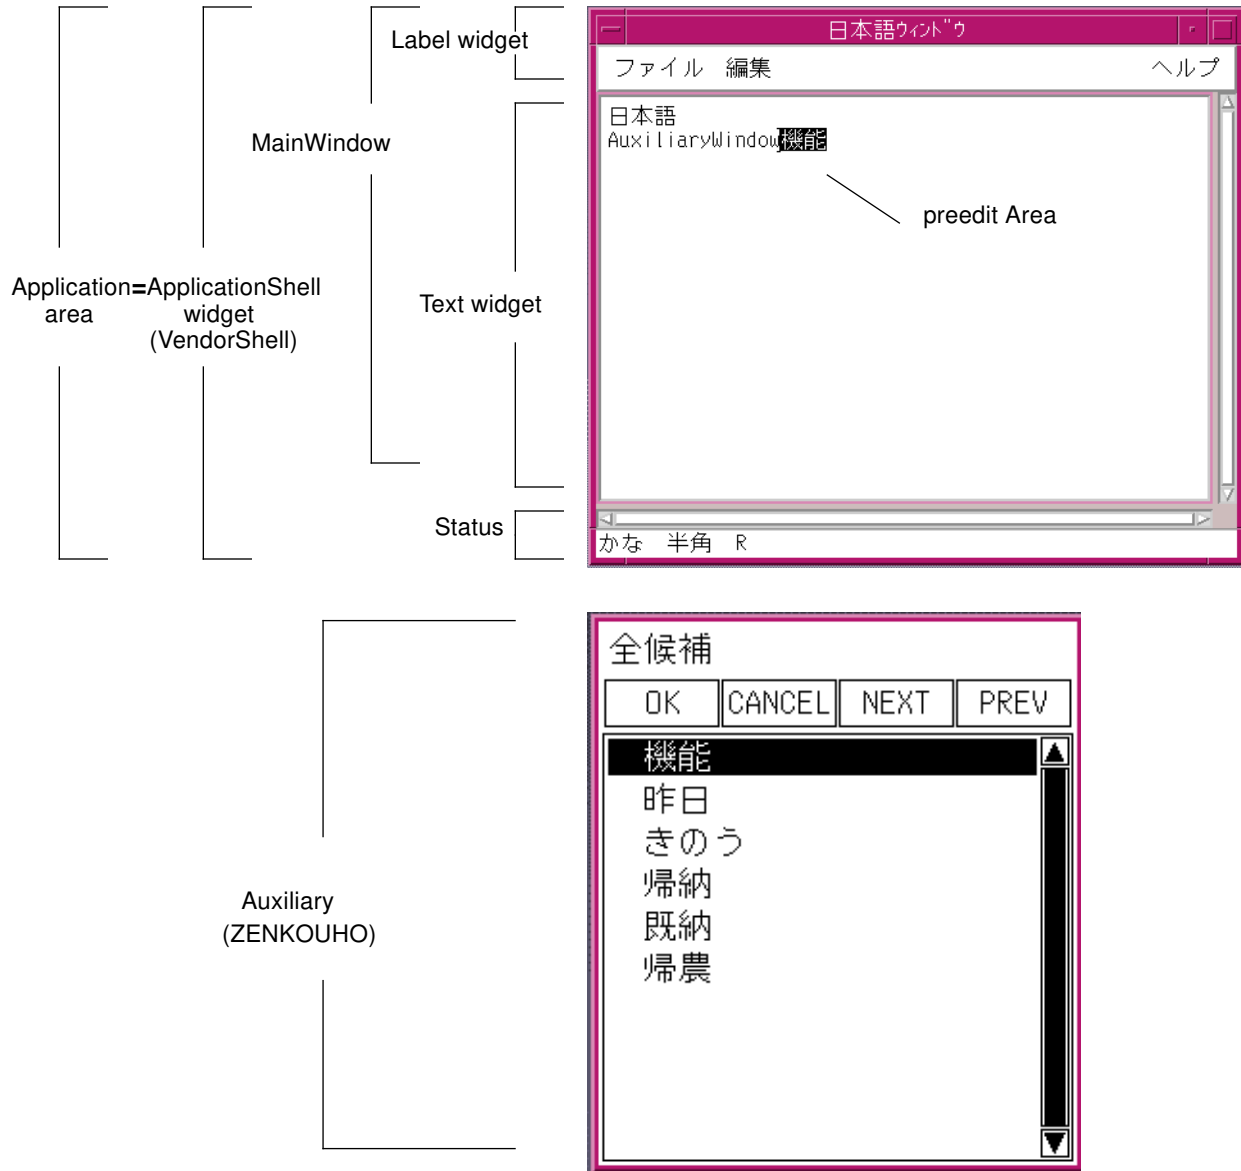 Label widget
MainWindow
Application=ApplicationShell
area widget
(VendorShell)
Text widget
Status
日本語ｳｨﾝﾄﾞｳ
ファイル 編集 ヘルプ
日本語
AuxiliaryWindow機能
preedit Area
かな 半角 R
Auxiliary
(ZENKOUHO)
全候補
OK CANCEL NEXT PREV
機能
昨日
きのう
帰納
既納
帰農